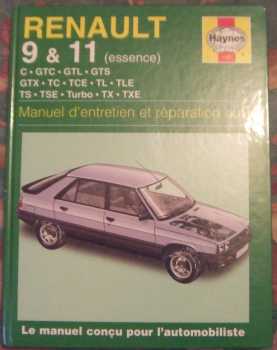 RENAULT
Haynes
9 & 11 (essence)
C • GTC • GTL • GTS
GTX • TC • TCE • TL • TLE
TS • TSE • Turbo • TX • TXE
Manuel d'entretien et réparation
Le manuel conçu pour l'automobiliste